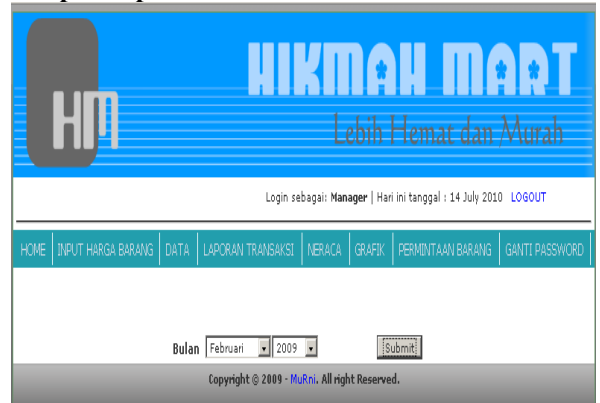 HM
HIKMAH MART
Lebih Hemat dan Murah
Login sebagai: Manager | Hari ini tanggal : 14 July 2010 LOGOUT
HOME INPUT HARGA BARANG DATA LAPORAN TRANSAKSI NERACA GRAFIK PERMINTAAN BARANG GANTI PASSWORD
Bulan Februari 2009 Submit
Copyright © 2009 - MuRni. All right Reserved.